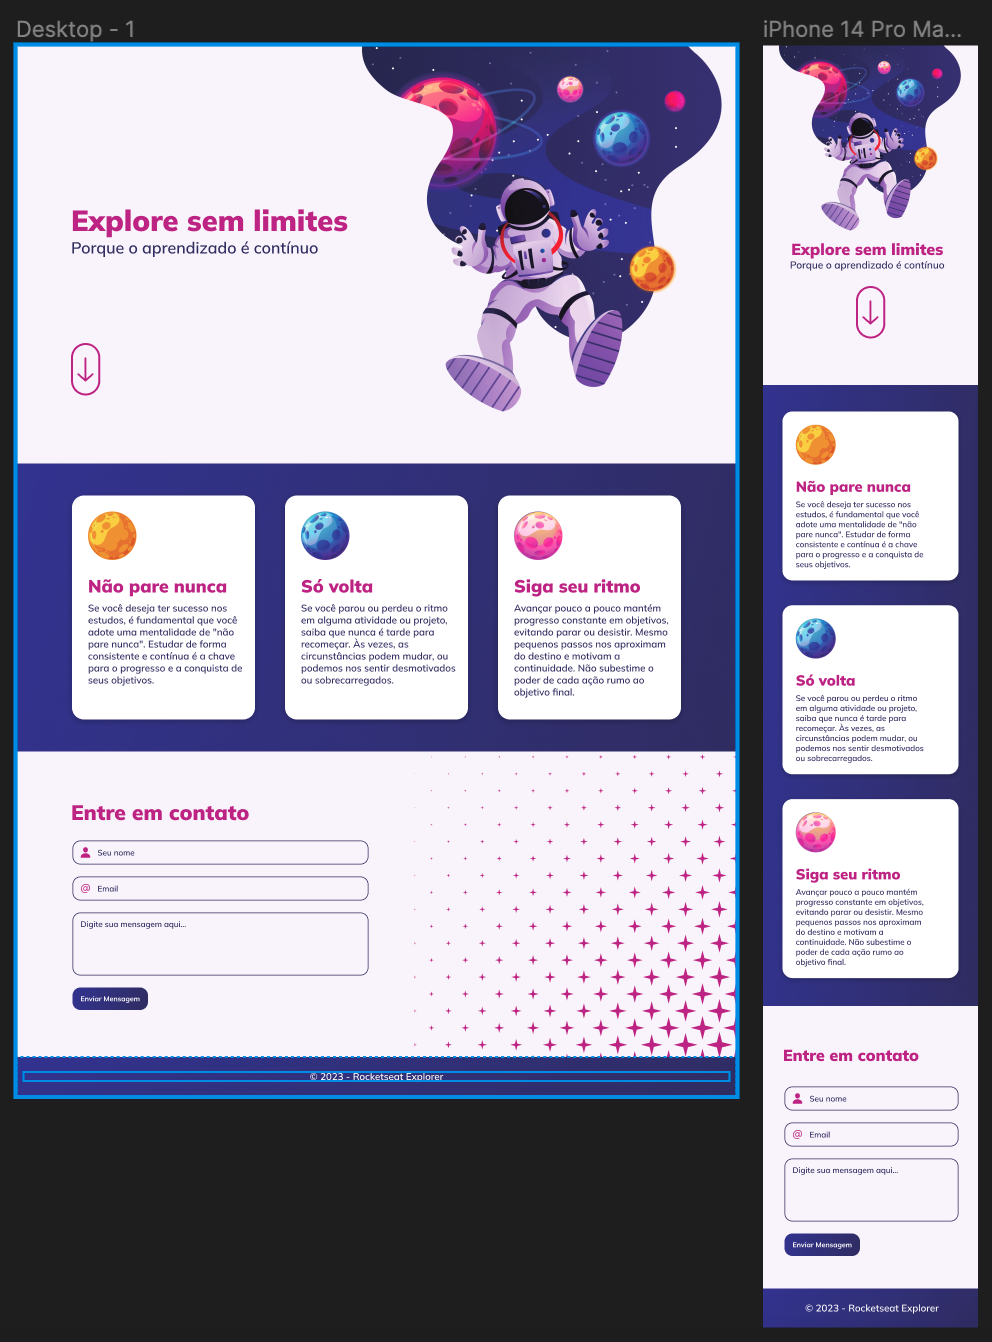 Desktop - 1
Explore sem limites
Porque o aprendizado é contínuo
Não pare nunca
Se você deseja ter sucesso nos
estudos, é fundamental que você
adote uma mentalidade de "não
pare nunca". Estudar de forma
consistente e contínua é a chave
para o progresso e a conquista de
seus objetivos.
Só volta
Se você parou ou perdeu o ritmo
em alguma atividade ou projeto,
saiba que nunca é tarde para
recomeçar. Às vezes, as
circunstâncias podem mudar, ou
podemos nos sentir desmotivados
ou sobrecarregados.
Siga seu ritmo
Avançar pouco a pouco mantém
progresso constante em objetivos,
evitando parar ou desistir. Mesmo
pequenos passos nos aproximam
do destino e motivam a
continuidade. Não subestime o
poder de cada ação rumo ao
objetivo final.
Entre em contato
Seu nome
@ Email
Digite sua mensagem aqui...
Enviar Mensagem
© 2023 - Rocketseat Explorer
iPhone 14 Pro Ma...
Explore sem limites
Porque o aprendizado é contínuo
Não pare nunca
Se você deseja ter sucesso nos
estudos, é fundamental que você
adote uma mentalidade de "não
pare nunca". Estudar de forma
consistente e contínua é a chave
para o progresso e a conquista de
seus objetivos.
Só volta
Se você parou ou perdeu o ritmo
em alguma atividade ou projeto,
saiba que nunca é tarde para
recomeçar. Às vezes, as
circunstâncias podem mudar, ou
podemos nos sentir desmotivados
ou sobrecarregados.
Siga seu ritmo
Avançar pouco a pouco mantém
progresso constante em objetivos,
evitando parar ou desistir. Mesmo
pequenos passos nos aproximam
do destino e motivam a
continuidade. Não subestime o
poder de cada ação rumo ao
objetivo final.
Entre em contato
Seu nome
@ Email
Digite sua mensagem aqui...
Enviar Mensagem
© 2023 - Rocketseat Explorer